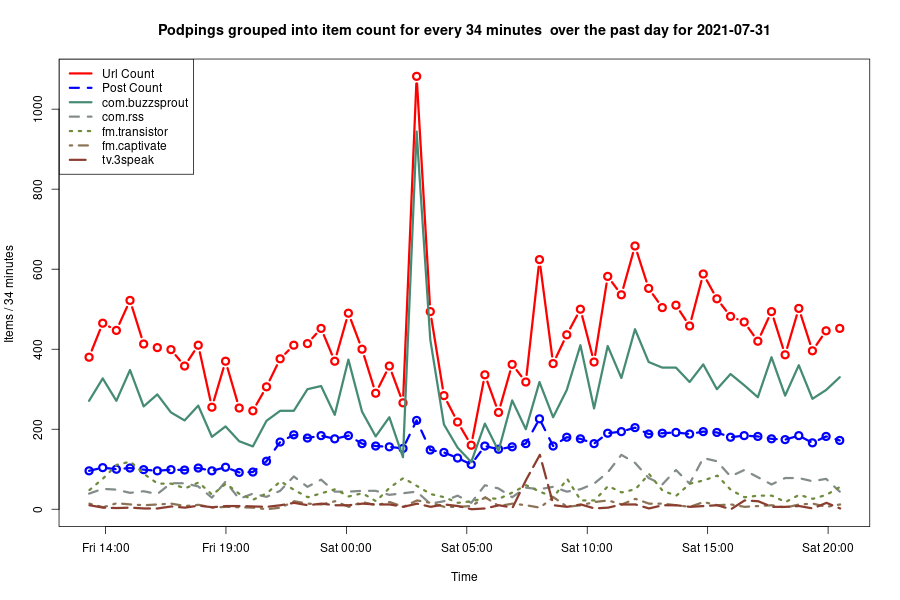 Podpings grouped into item count for every 34 minutes  over the past day for 2021-07-31
Url Count
Post Count
com.buzzsprout
com.rss
fm.transistor
fm.captivate
tv.3speak
Items / 34 minutes
1000
800
600
400
200
0
Fri 14:00 Fri 19:00 Sat 00:00 Sat 05:00 Sat 10:00 Sat 15:00 Sat 20:00
Time